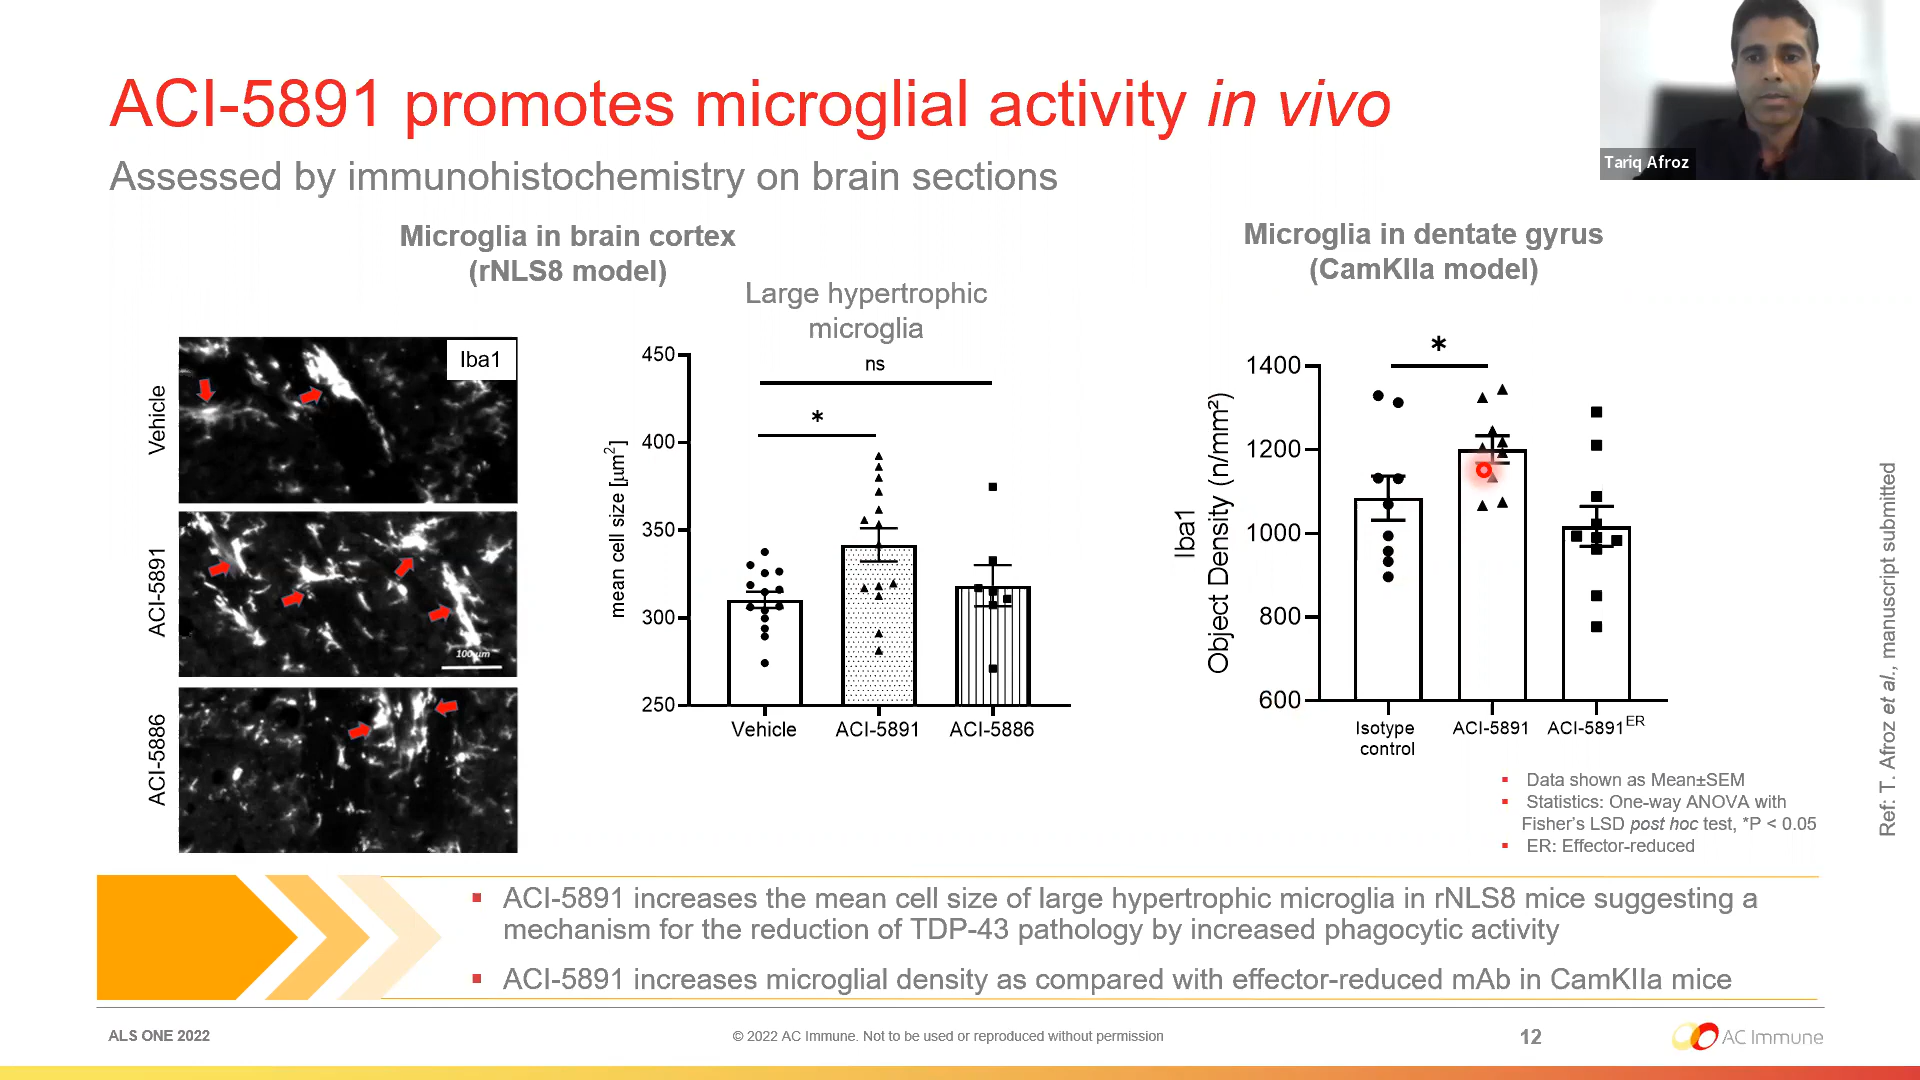 ACI-5891 promotes microglial activity in vivo
Assessed by immunohistochemistry on brain sections
Tariq Afroz
Microglia in brain cortex
(rNLS8 model)
Vehicle
Iba1
ACI-5891
100 µm
ACI-5886
Large hypertrophic
microglia
mean cell size [µm²]
450
400
350
300
250
ns
*
Vehicle
ACI-5891
ACI-5886
Microglia in dentate gyrus
(CamKIIa model)
Iba1
Object Density (n/mm²)
1400
1200
1000
800
600
*
Isotype
control
ACI-5891
ACI-5891ER
Data shown as Mean±SEM
Statistics: One-way ANOVA with
Fisher's LSD post hoc test, *P < 0.05
ER: Effector-reduced
Ref: T. Afroz et al., manuscript submitted
ACI-5891 increases the mean cell size of large hypertrophic microglia in rNLS8 mice suggesting a
mechanism for the reduction of TDP-43 pathology by increased phagocytic activity
ACI-5891 increases microglial density as compared with effector-reduced mAb in CamKIIa mice
ALS ONE 2022
© 2022 AC Immune. Not to be used or reproduced without permission
12
AC Immune